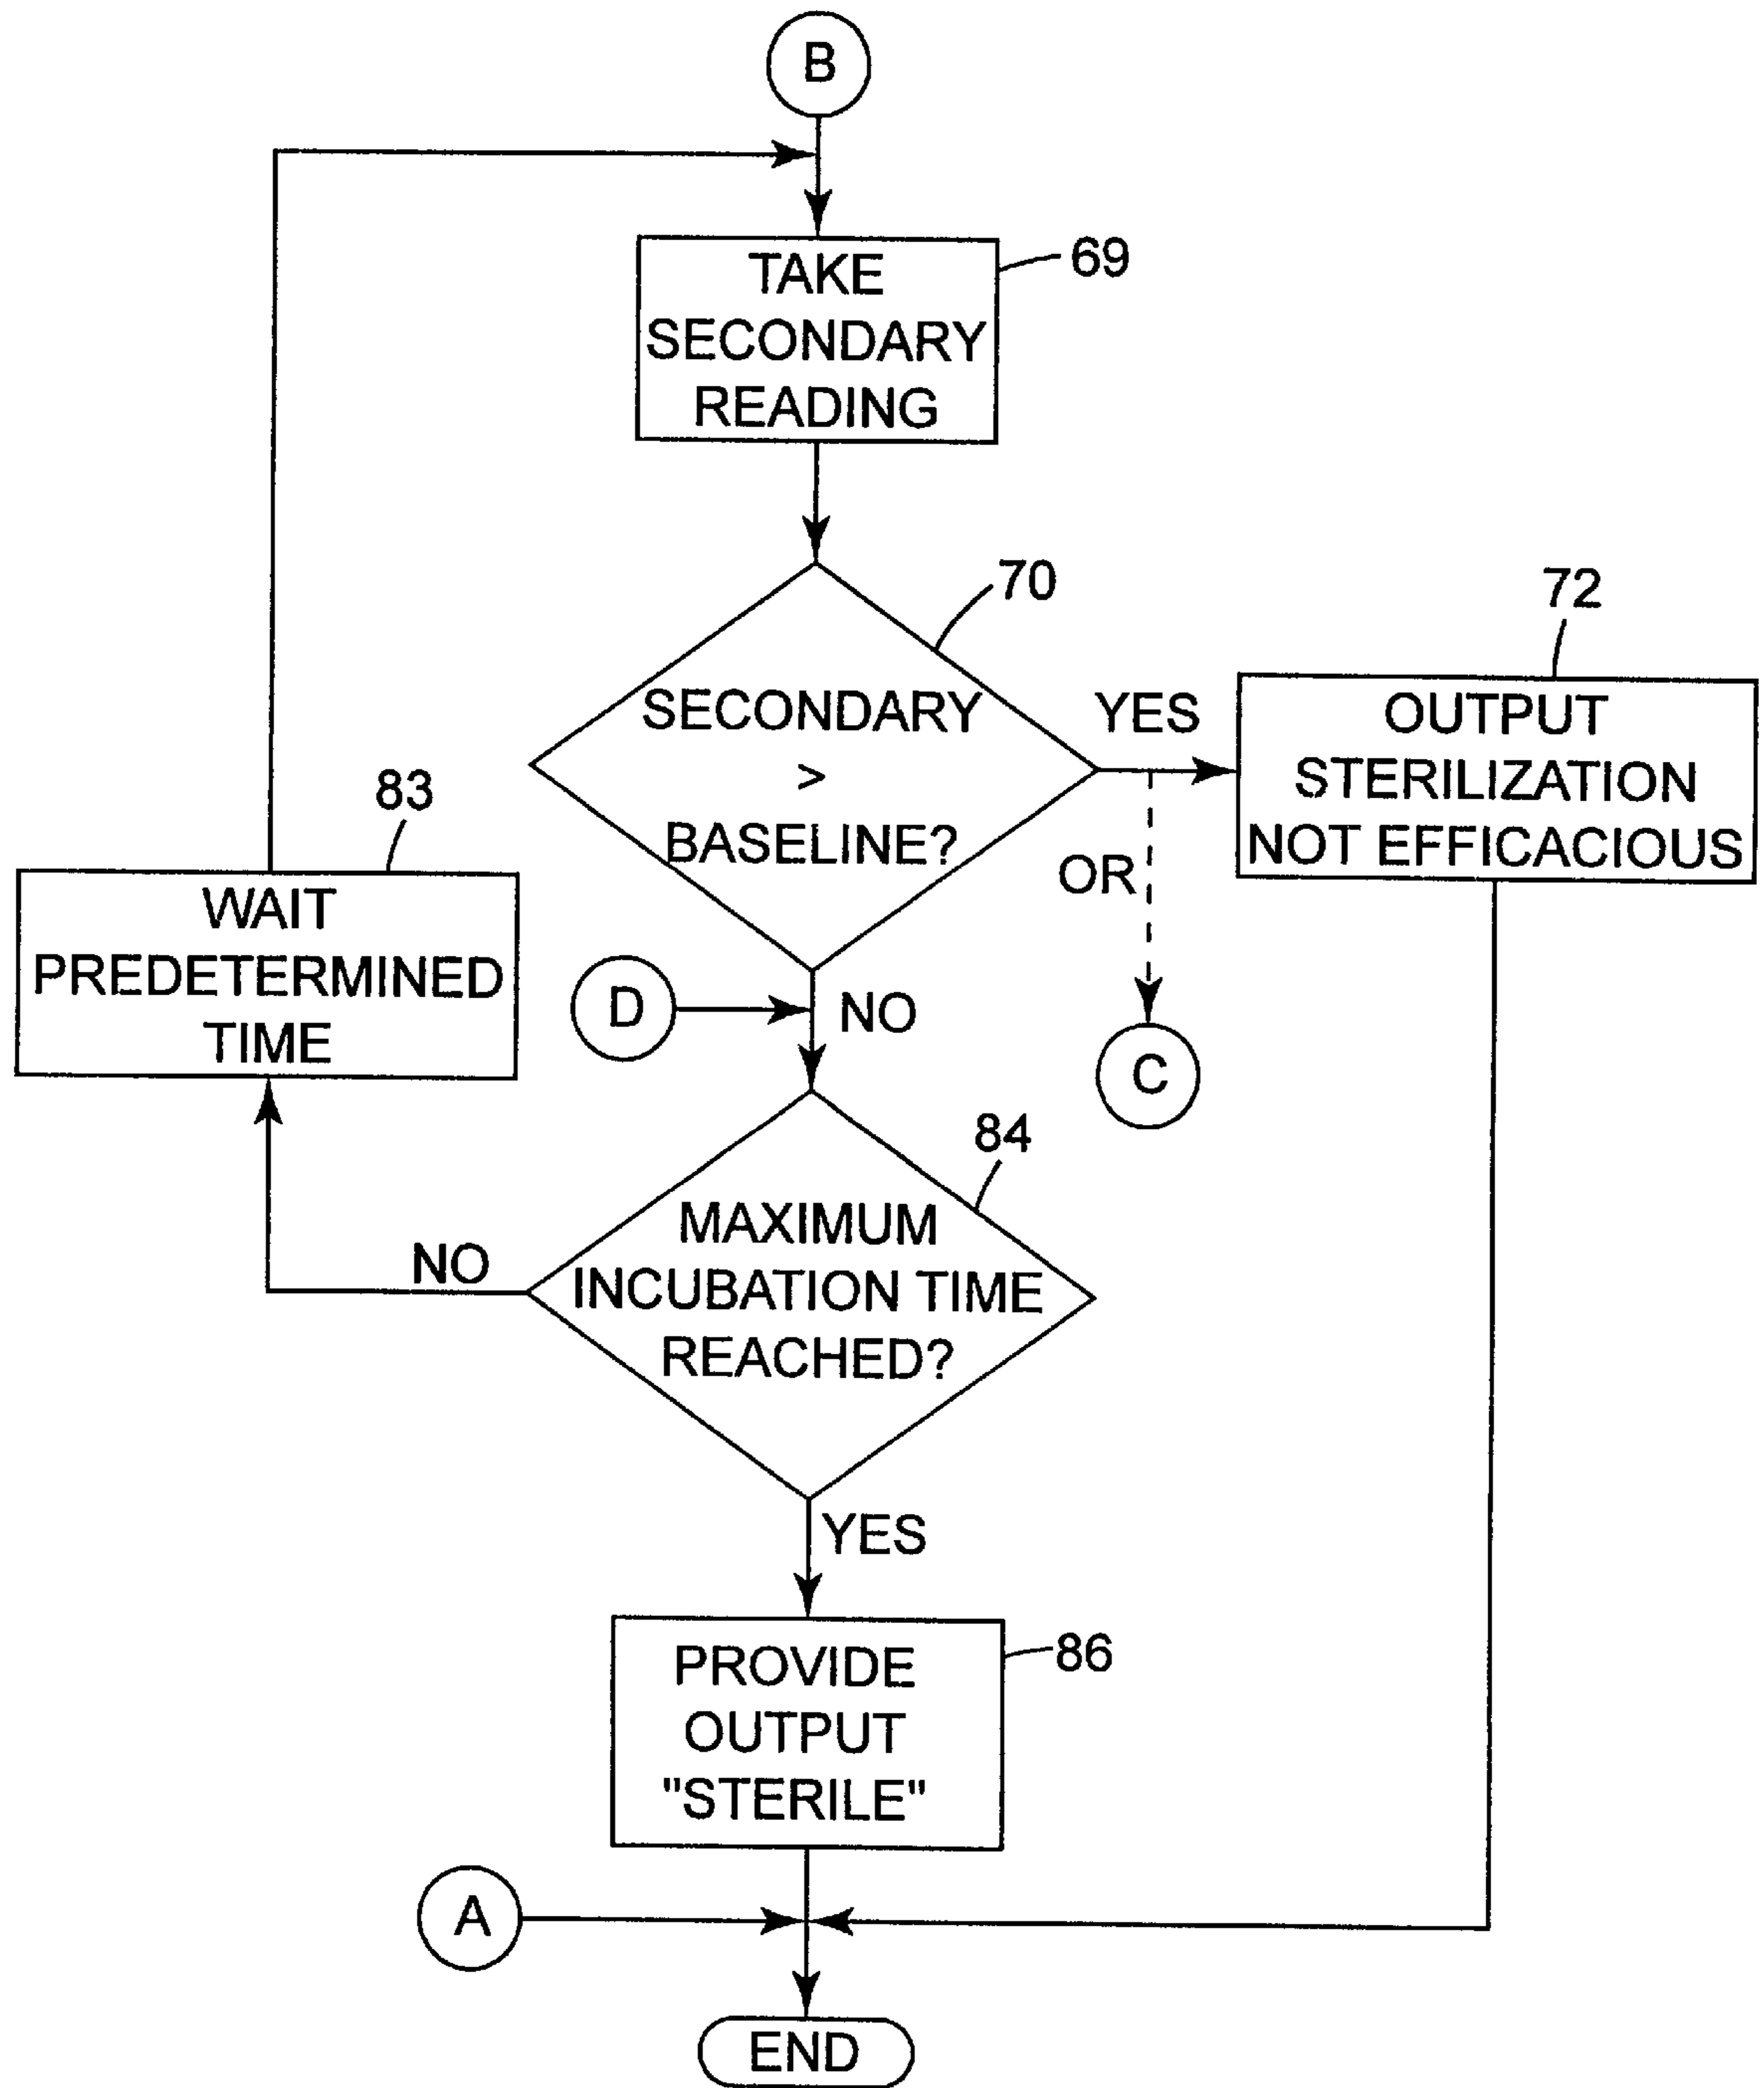 B
TAKE
SECONDARY
READING
69
SECONDARY
>
BASELINE?
70
YES
OR
C
72
OUTPUT
STERILIZATION
NOT EFFICACIOUS
83
WAIT
PREDETERMINED
TIME
D
NO
84
MAXIMUM
INCUBATION TIME
REACHED?
NO
YES
PROVIDE
OUTPUT
"STERILE"
86
A
END